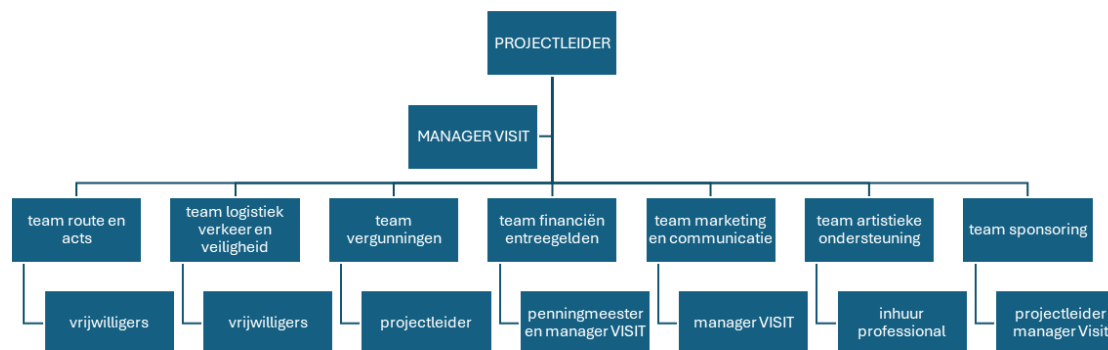 PROJECTLEIDER
MANAGER VISIT
team route en
acts
team logistiek
verkeer en
veiligheid
team
vergunningen
team financiën
entreegelden
team marketing
en communicatie
team artistieke
ondersteuning
team sponsoring
vrijwilligers
vrijwilligers
projectleider
penningmeester
en manager VISIT
manager VISIT
inhuur
professional
projectleider
manager Visit